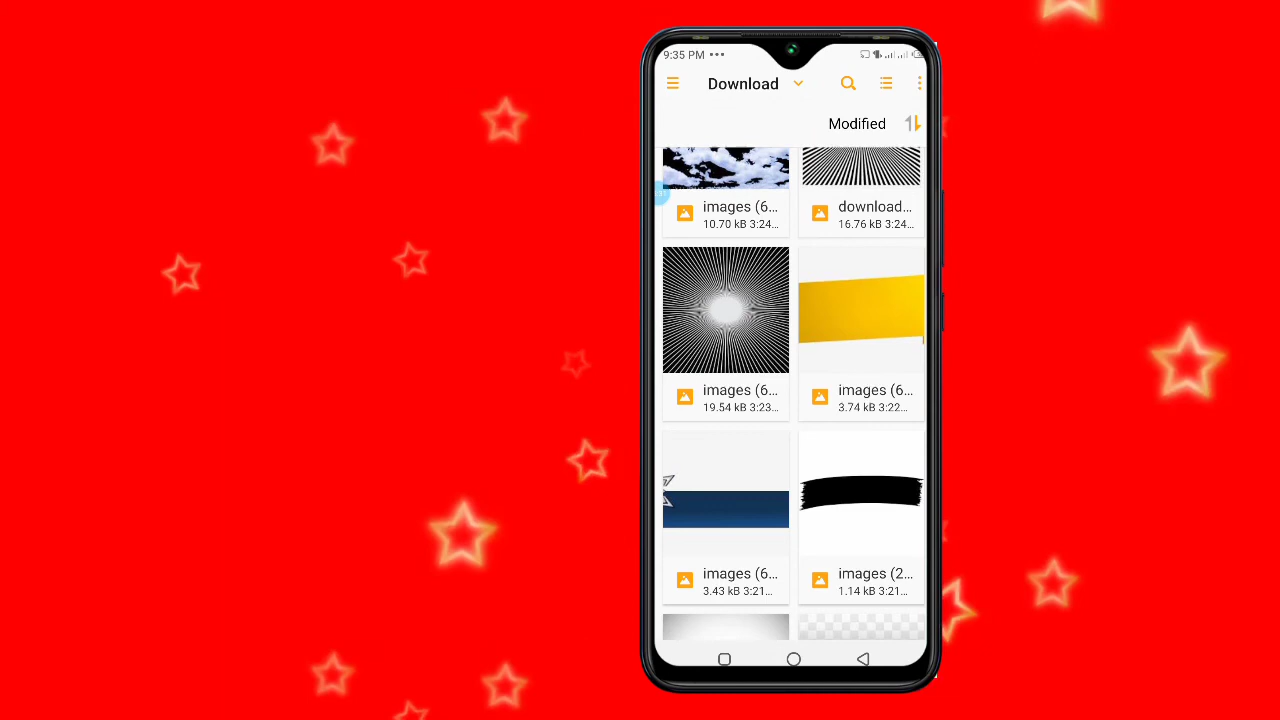 9:35 PM
Download
Modified
images (6...
10.70 kB 3:24...
download...
16.76 kB 3:24...
images (6...
19.54 kB 3:23...
images (6...
3.74 kB 3:22...
images (6...
3.43 kB 3:21...
images (2...
1.14 kB 3:21...